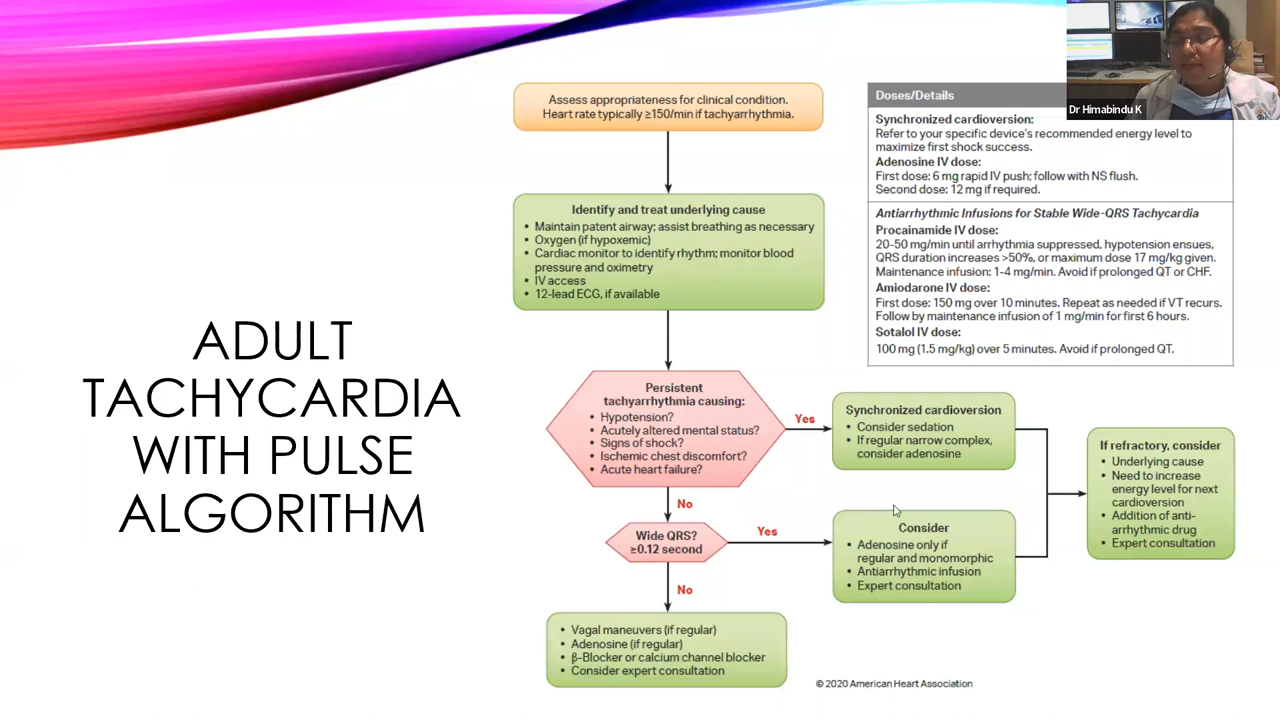 ADULT
TACHYCARDIA
WITH PULSE
ALGORITHM
Assess appropriateness for clinical condition.
Heart rate typically ≥150/min if tachyarrhythmia.
Identify and treat underlying cause
• Maintain patent airway; assist breathing as necessary
• Oxygen (if hypoxemic)
• Cardiac monitor to identify rhythm; monitor blood
pressure and oximetry
• IV access
• 12-lead ECG, if available
Persistent
tachyarrhythmia causing:
• Hypotension?
• Acutely altered mental status?
• Signs of shock?
• Ischemic chest discomfort?
• Acute heart failure?
Yes
Synchronized cardioversion
• Consider sedation
• If regular narrow complex,
consider adenosine
If refractory, consider
• Underlying cause
• Need to increase
energy level for next
cardioversion
• Addition of anti-
arrhythmic drug
• Expert consultation
No
Wide QRS?
≥0.12 second
Yes
Consider
• Adenosine only if
regular and monomorphic
• Antiarrhythmic infusion
• Expert consultation
No
• Vagal maneuvers (if regular)
• Adenosine (if regular)
• β-Blocker or calcium channel blocker
• Consider expert consultation
Doses/Details
Synchronized cardioversion:
Refer to your specific device's recommended energy level to
maximize first shock success.
Adenosine IV dose:
First dose: 6 mg rapid IV push; follow with NS flush.
Second dose: 12 mg if required.
Antiarrhythmic Infusions for Stable Wide-QRS Tachycardia
Procainamide IV dose:
20-50 mg/min until arrhythmia suppressed, hypotension ensues,
QRS duration increases >50%, or maximum dose 17 mg/kg given.
Maintenance infusion: 1-4 mg/min. Avoid if prolonged QT or CHF.
Amiodarone IV dose:
First dose: 150 mg over 10 minutes. Repeat as needed if VT recurs.
Follow by maintenance infusion of 1 mg/min for first 6 hours.
Sotalol IV dose:
100 mg (1.5 mg/kg) over 5 minutes. Avoid if prolonged QT.
© 2020 American Heart Association
Dr Himabindu K